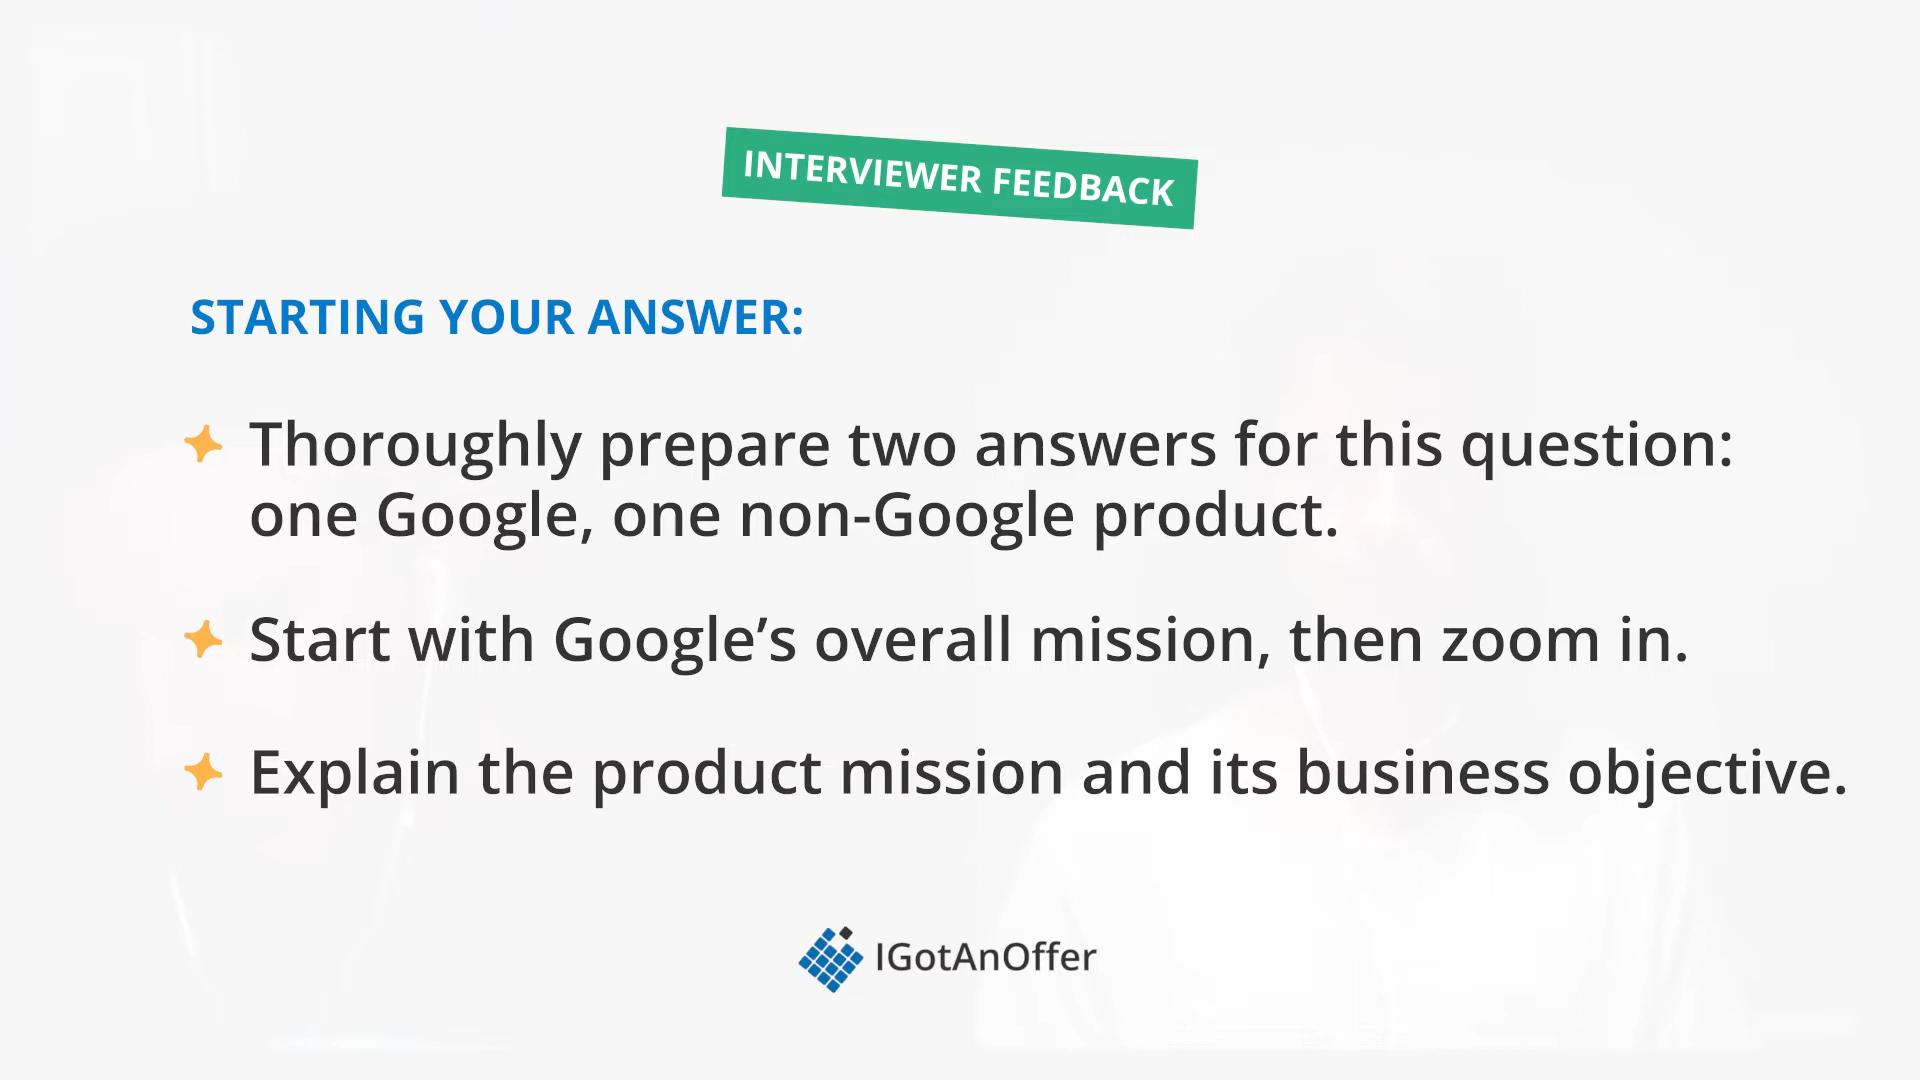 INTERVIEWER FEEDBACK
STARTING YOUR ANSWER:
Thoroughly prepare two answers for this question:
one Google, one non-Google product.
Start with Google’s overall mission, then zoom in.
Explain the product mission and its business objective.
IGotAnOffer